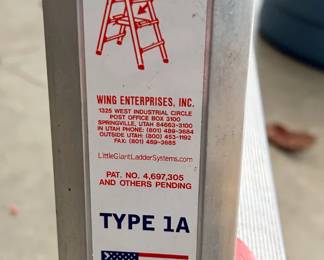 WING ENTERPRISES, INC.
1325 WEST INDUSTRIAL CIRCLE
POST OFFICE BOX 3100
SPRINGVILLE, UTAH 84663-3100
IN UTAH PHONE: (801) 489-3684
OUTSIDE UTAH: (800) 453-1192
FAX: (801) 489-3685
LittleGiantLadderSystems.com
PAT. NO. 4,697,305
AND OTHERS PENDING
TYPE 1A